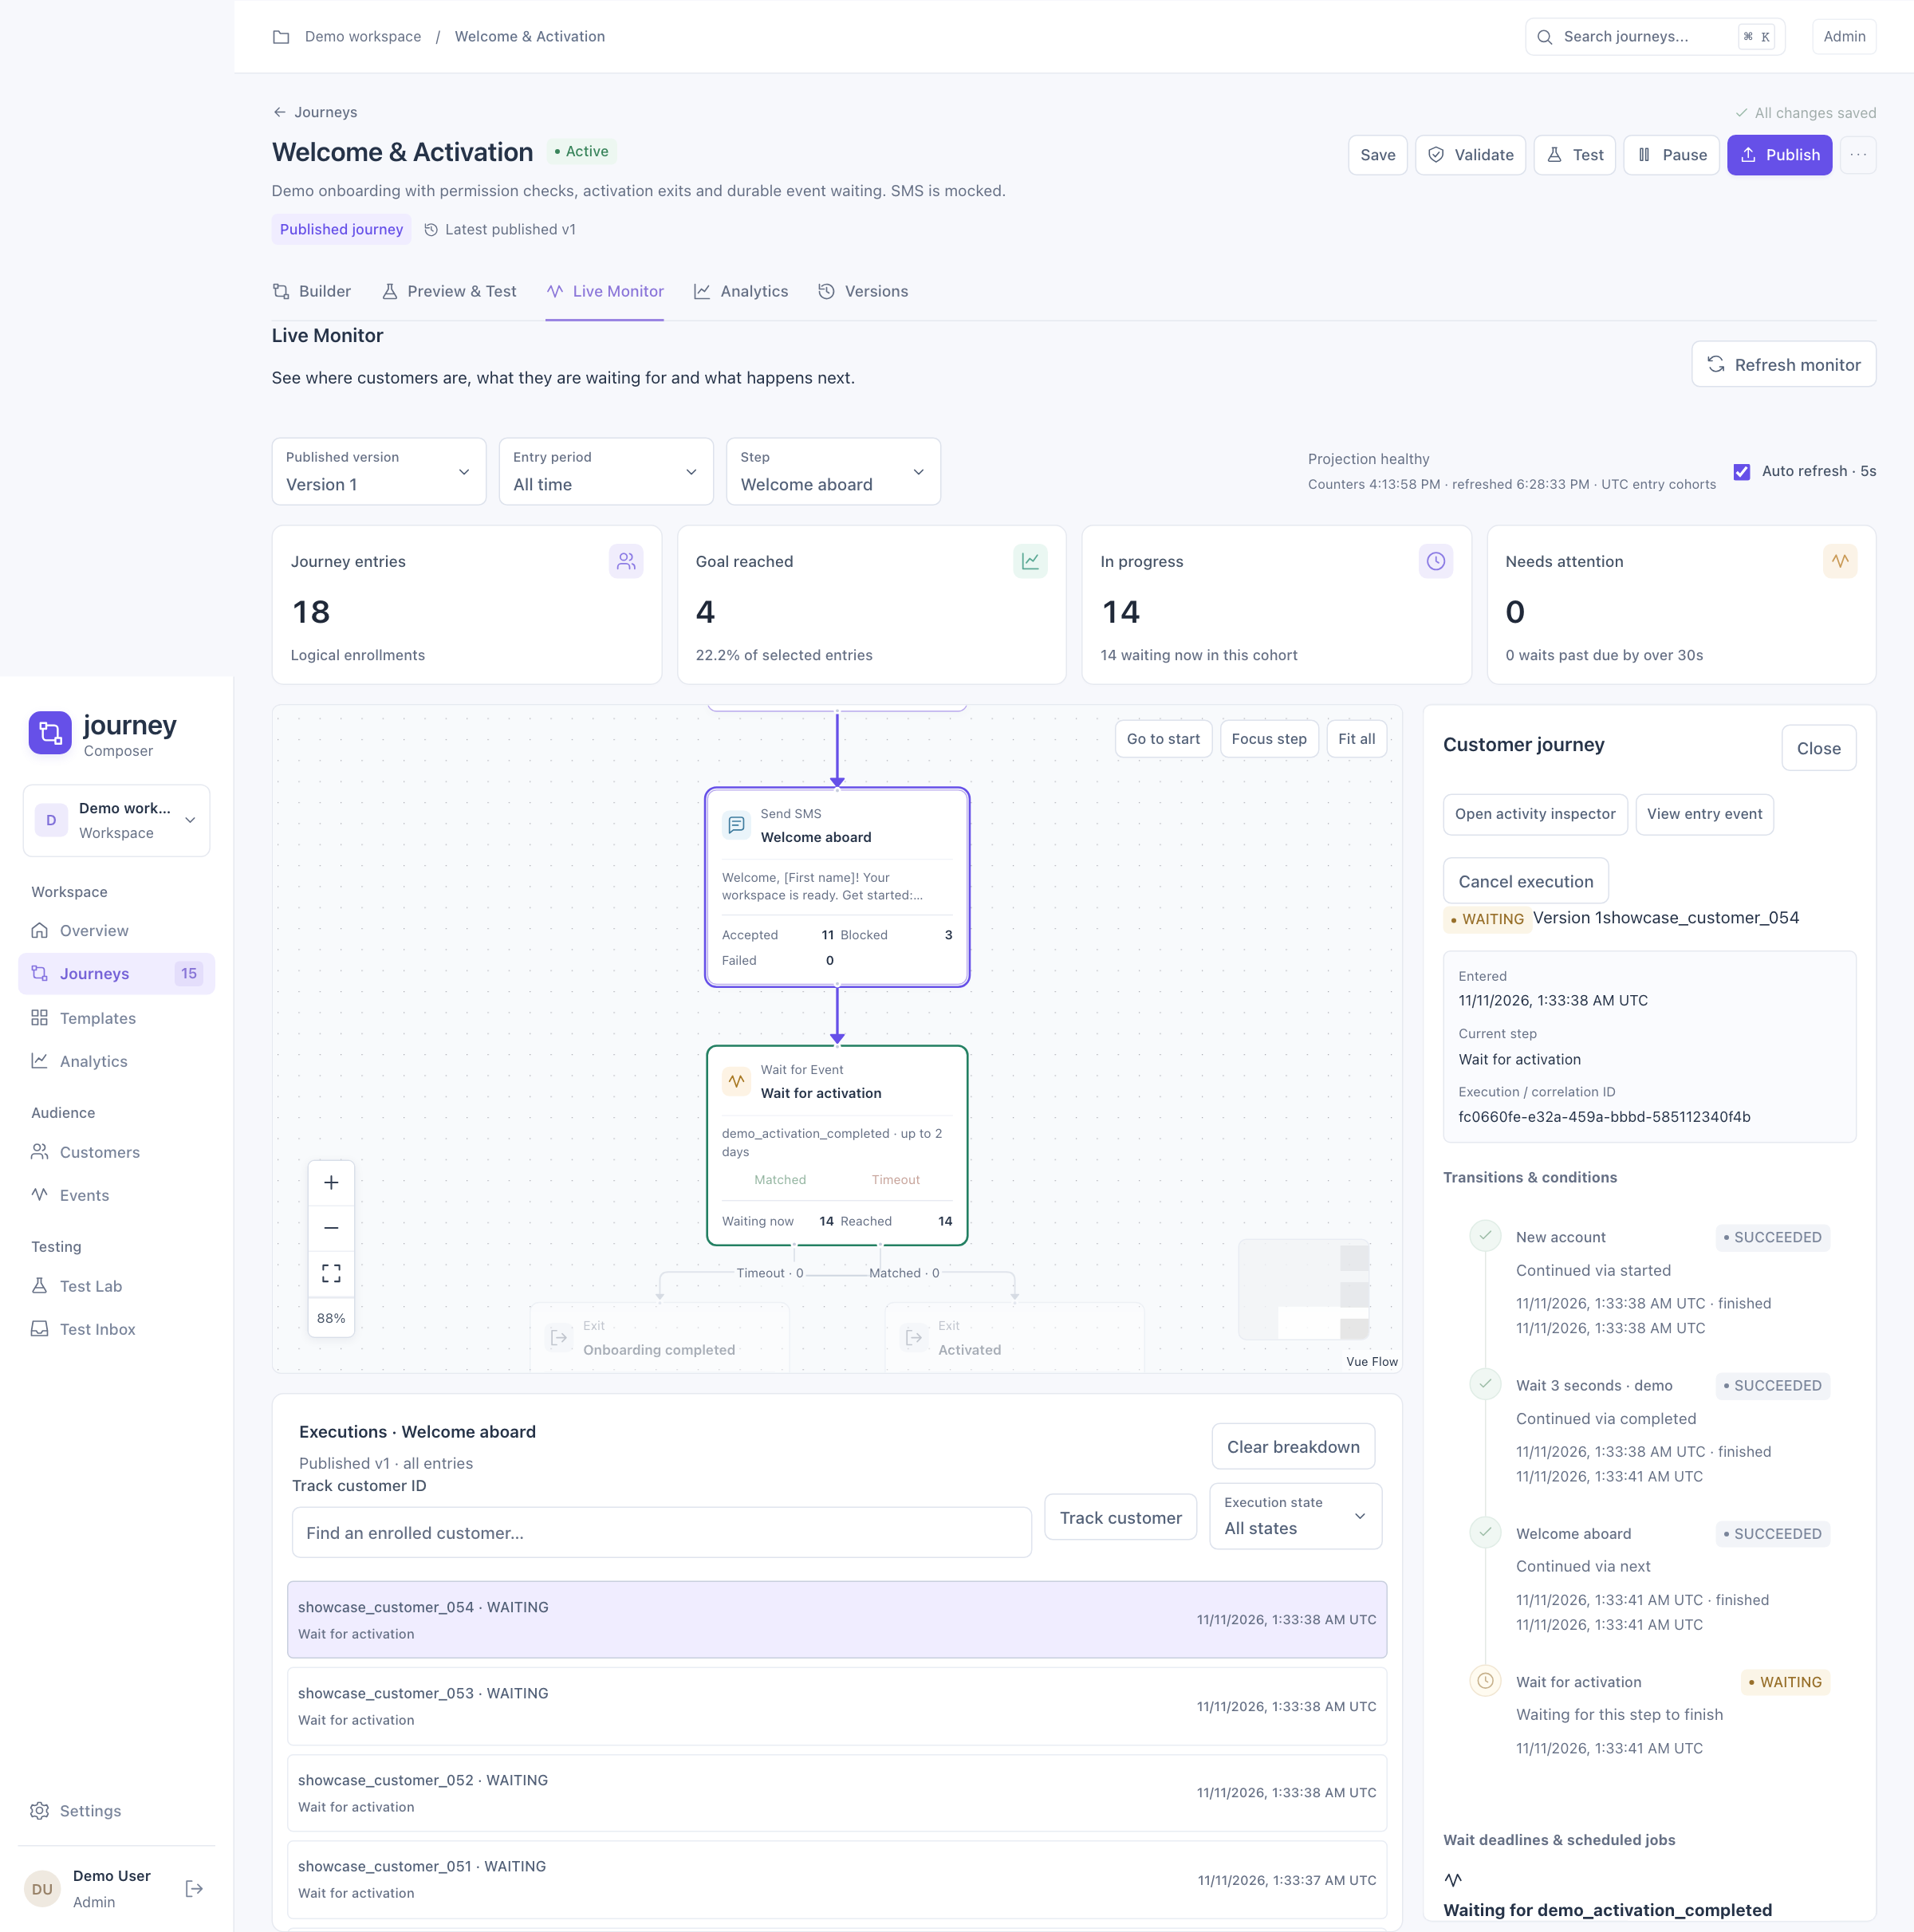 Demo workspace / Welcome & Activation
Search journeys... ⌘ K
Admin
← Journeys
All changes saved
Welcome & Activation
• Active
Save
Validate
Test
Pause
Publish
...
Demo onboarding with permission checks, activation exits and durable event waiting. SMS is mocked.
Published journey
Latest published v1
Builder
Preview & Test
Live Monitor
Analytics
Versions
Live Monitor
See where customers are, what they are waiting for and what happens next.
Refresh monitor
Published version
Version 1
Entry period
All time
Step
Welcome aboard
Projection healthy
Counters 4:13:58 PM · refreshed 6:28:33 PM · UTC entry cohorts
Auto refresh · 5s
Journey entries
18
Logical enrollments
Goal reached
4
22.2% of selected entries
In progress
14
14 waiting now in this cohort
Needs attention
0
0 waits past due by over 30s
journey
Composer
D
Demo work...
Workspace
Workspace
Overview
Journeys 15
Templates
Analytics
Audience
Customers
Events
Testing
Test Lab
Test Inbox
Settings
DU
Demo User
Admin
Go to start
Focus step
Fit all
Send SMS
Welcome aboard
Welcome, [First name]! Your
workspace is ready. Get started:...
Accepted 11 Blocked 3
Failed 0
Wait for Event
Wait for activation
demo_activation_completed · up to 2
days
Matched Timeout
Waiting now 14 Reached 14
Timeout · 0
Matched · 0
Exit
Onboarding completed
Exit
Activated
88%
Vue Flow
Executions · Welcome aboard
Published v1 · all entries
Clear breakdown
Track customer ID
Find an enrolled customer...
Track customer
Execution state
All states
showcase_customer_054 · WAITING
Wait for activation
11/11/2026, 1:33:38 AM UTC
showcase_customer_053 · WAITING
Wait for activation
11/11/2026, 1:33:38 AM UTC
showcase_customer_052 · WAITING
Wait for activation
11/11/2026, 1:33:38 AM UTC
showcase_customer_051 · WAITING
Wait for activation
11/11/2026, 1:33:37 AM UTC
Customer journey
Close
Open activity inspector
View entry event
Cancel execution
• WAITING Version 1showcase_customer_054
Entered
11/11/2026, 1:33:38 AM UTC
Current step
Wait for activation
Execution / correlation ID
fc0660fe-e32a-459a-bbbd-585112340f4b
Transitions & conditions
New account • SUCCEEDED
Continued via started
11/11/2026, 1:33:38 AM UTC · finished
11/11/2026, 1:33:38 AM UTC
Wait 3 seconds · demo • SUCCEEDED
Continued via completed
11/11/2026, 1:33:38 AM UTC · finished
11/11/2026, 1:33:41 AM UTC
Welcome aboard • SUCCEEDED
Continued via next
11/11/2026, 1:33:41 AM UTC · finished
11/11/2026, 1:33:41 AM UTC
Wait for activation • WAITING
Waiting for this step to finish
11/11/2026, 1:33:41 AM UTC
Wait deadlines & scheduled jobs
Waiting for demo_activation_completed